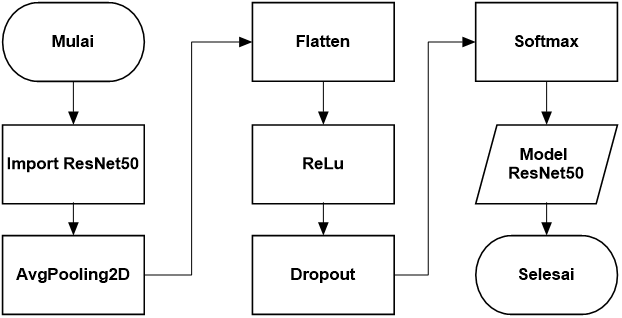 Mulai
Import ResNet50
AvgPooling2D
Flatten
ReLu
Dropout
Softmax
Model
ResNet50
Selesai